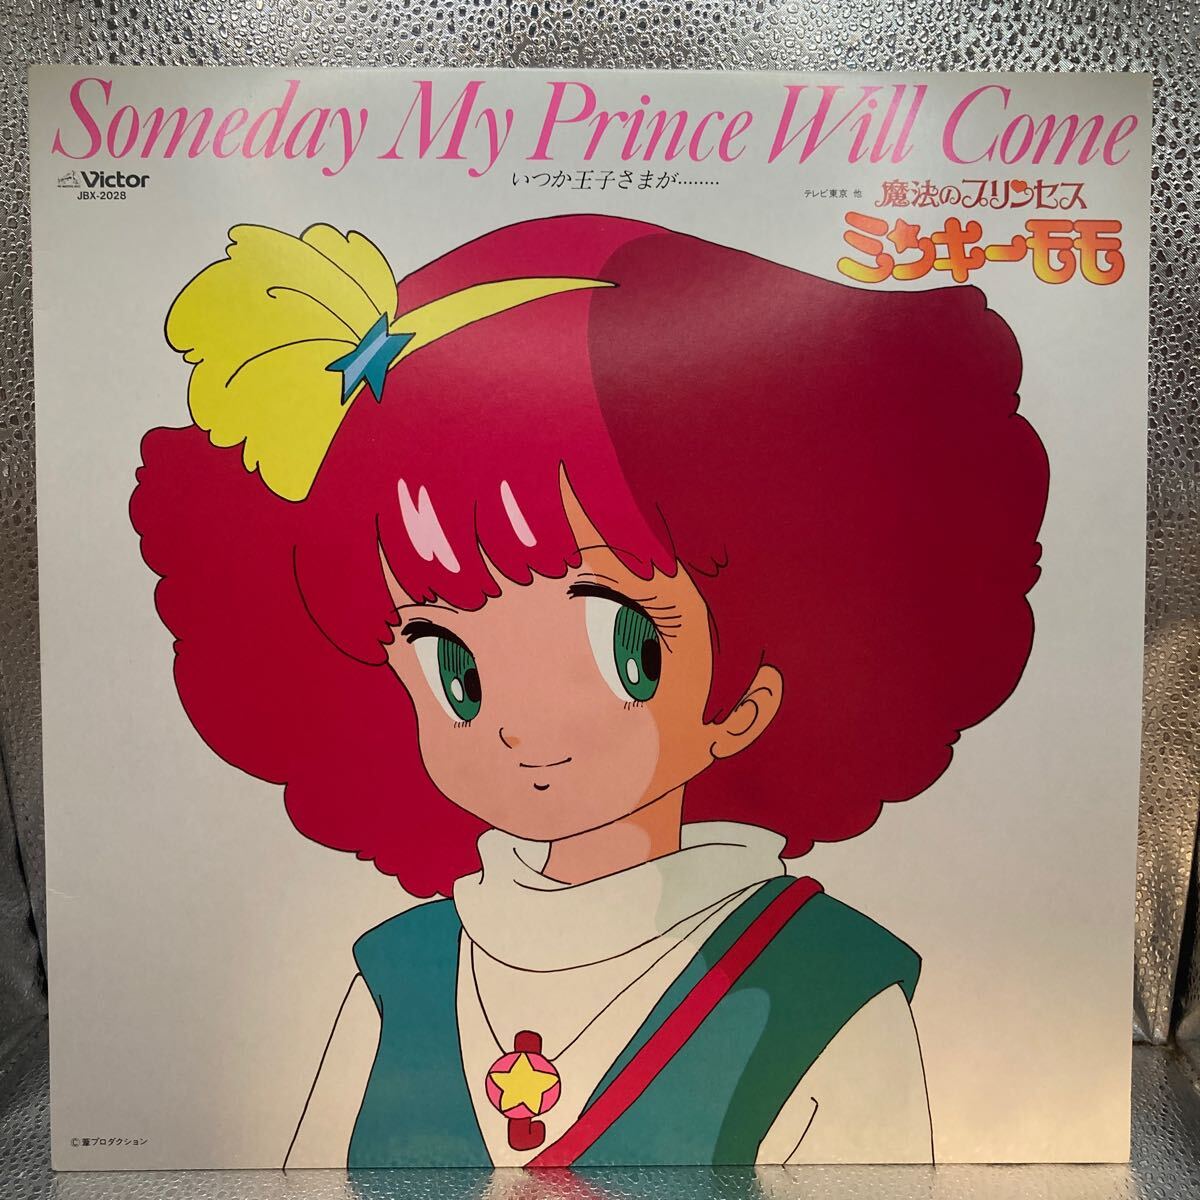 Someday My Prince Will Come
いつか王子さまが........
Victor
JBX-2028
テレビ東京 他
魔法のプリンセス
ミンキーモモ
©葦プロダクション